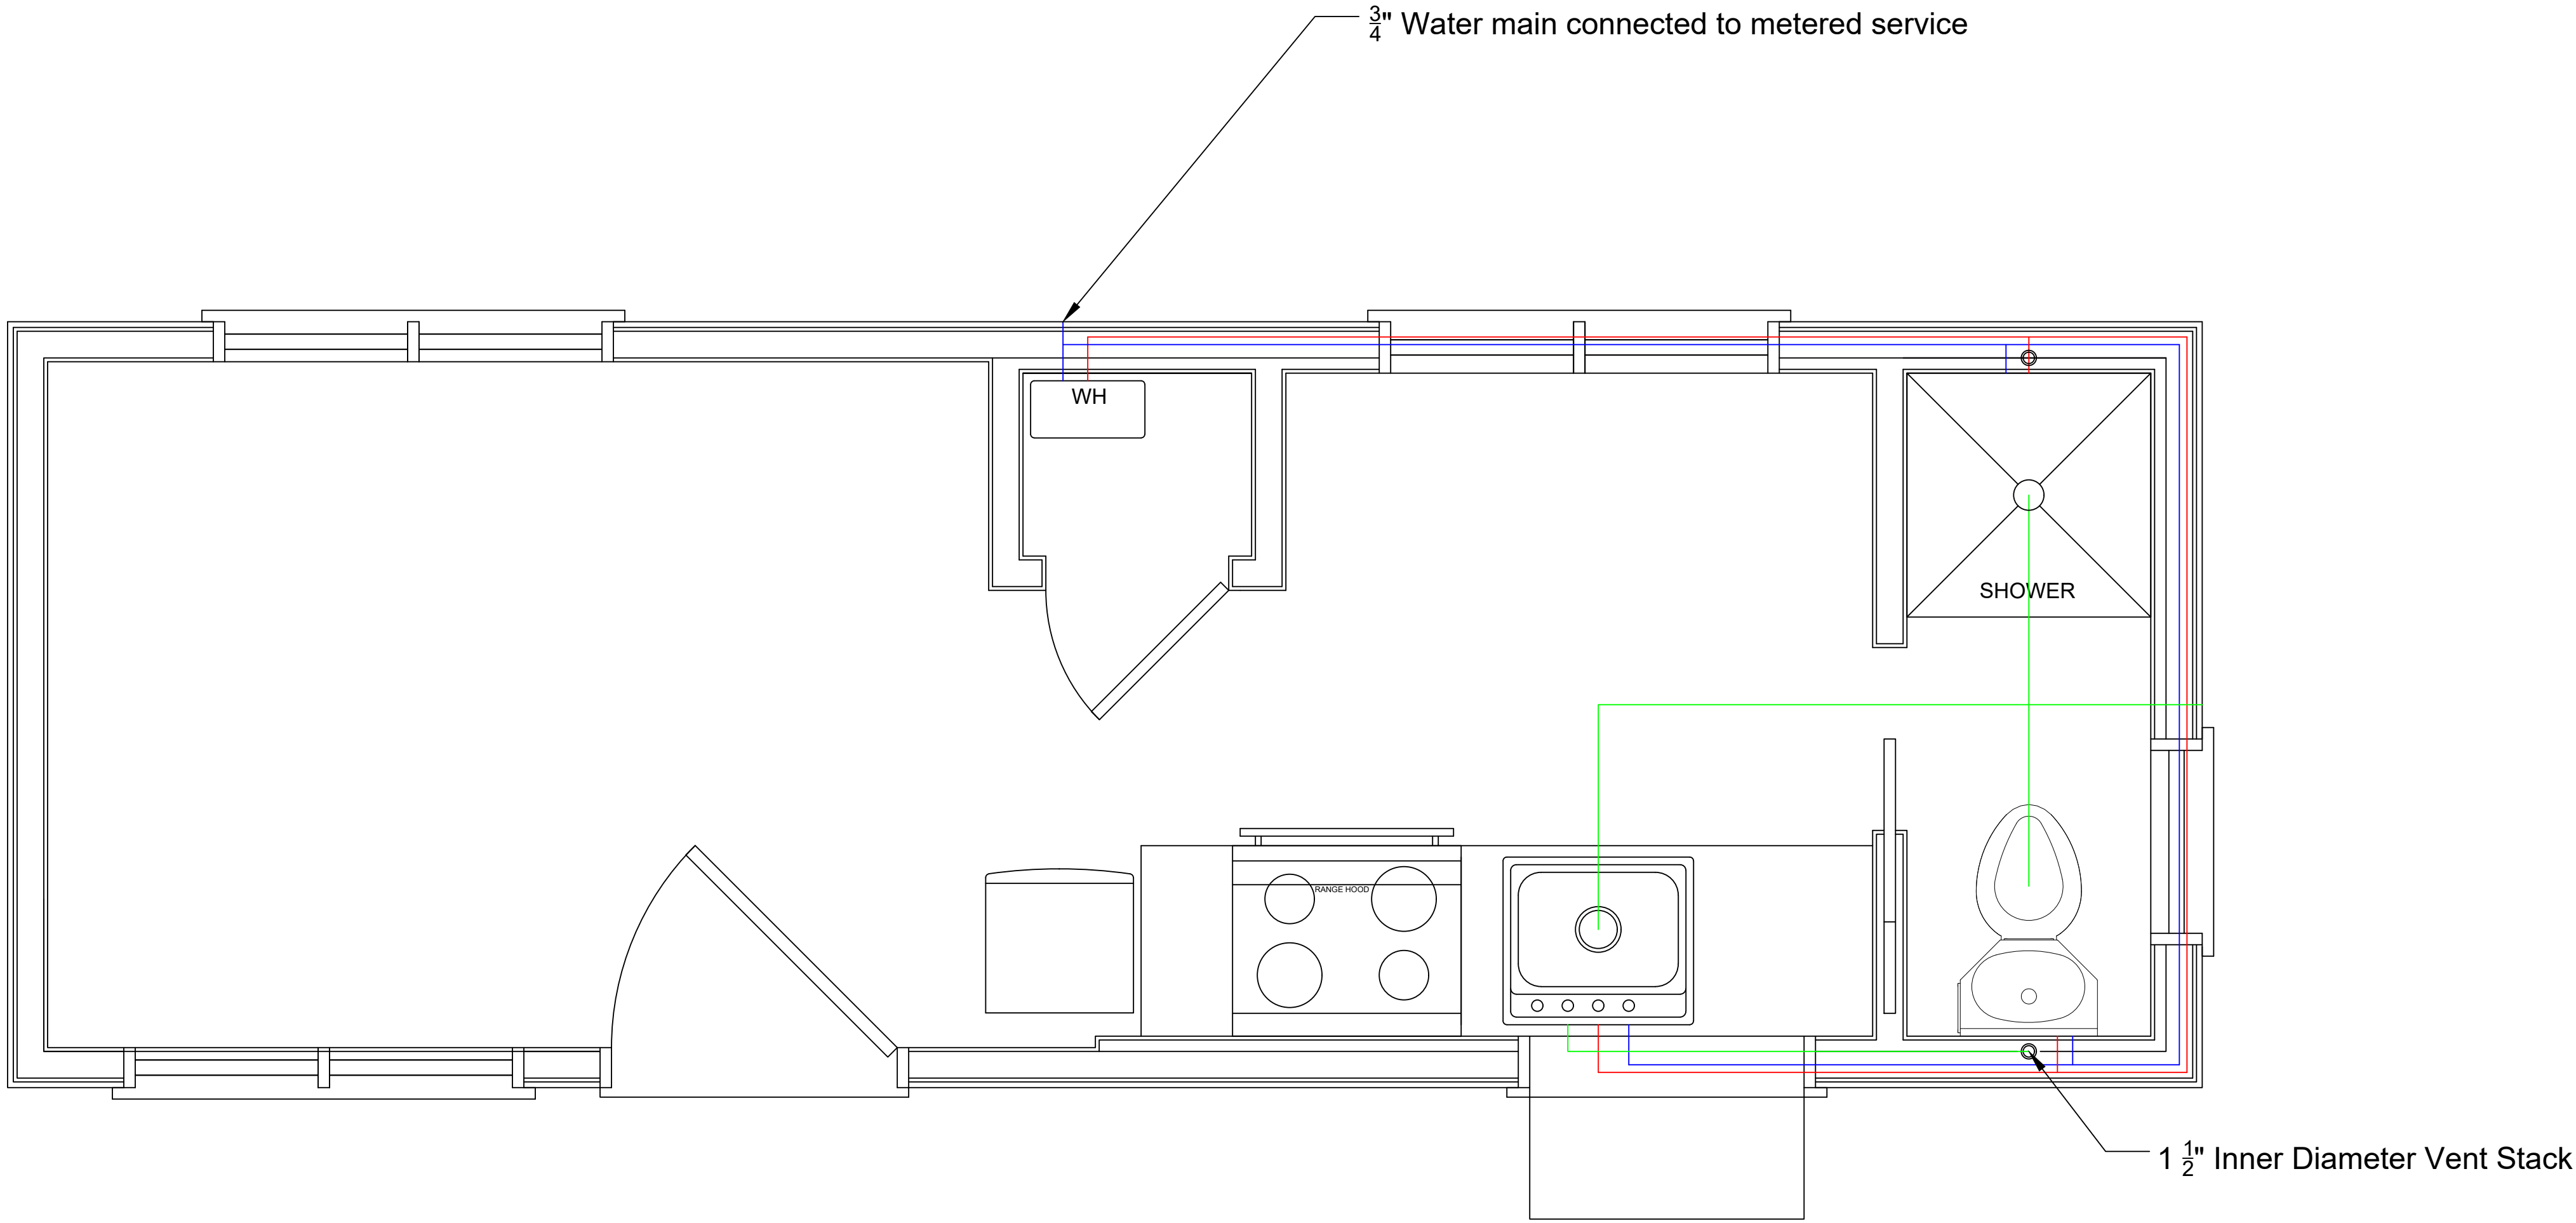 3/4" Water main connected to metered service
WH
SHOWER
RANGE HOOD
1 1/2" Inner Diameter Vent Stack